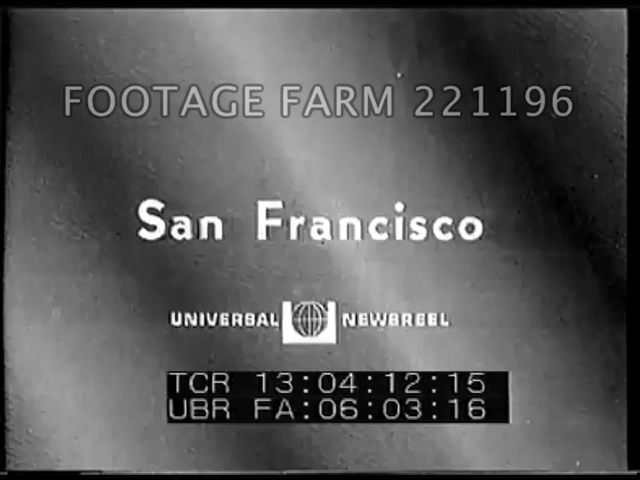 FOOTAGE FARM 221196
San Francisco
UNIVERSAL NEWSREEL
TCR 13:04:12:15
UBR FA:06:03:16